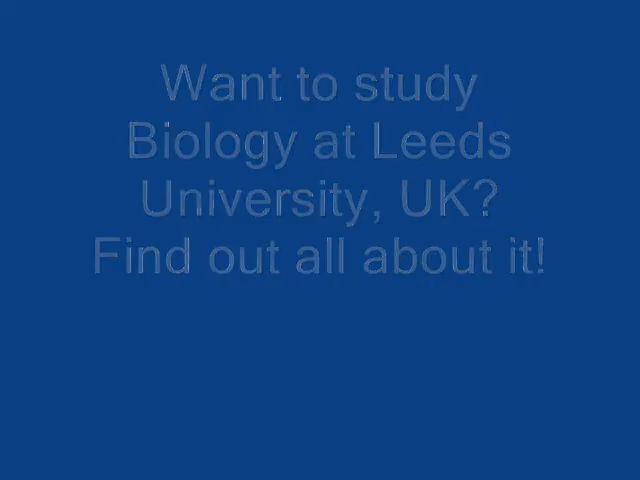 Want to study
Biology at Leeds
University, UK?
Find out all about it!